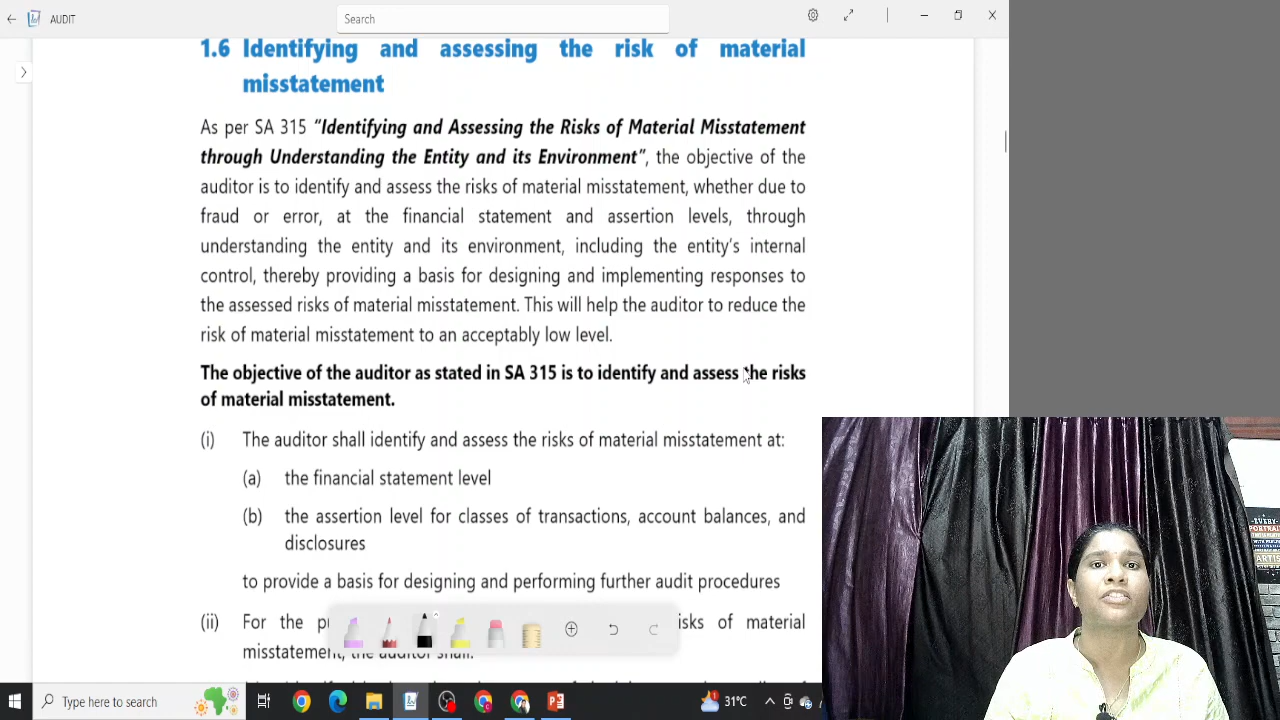 AUDIT
Search
1.6 Identifying and assessing the risk of material
misstatement
As per SA 315 “Identifying and Assessing the Risks of Material Misstatement
through Understanding the Entity and its Environment”, the objective of the
auditor is to identify and assess the risks of material misstatement, whether due to
fraud or error, at the financial statement and assertion levels, through
understanding the entity and its environment, including the entity’s internal
control, thereby providing a basis for designing and implementing responses to
the assessed risks of material misstatement. This will help the auditor to reduce the
risk of material misstatement to an acceptably low level.
The objective of the auditor as stated in SA 315 is to identify and assess the risks
of material misstatement.
(i) The auditor shall identify and assess the risks of material misstatement at:
(a) the financial statement level
(b) the assertion level for classes of transactions, account balances, and
disclosures
to provide a basis for designing and performing further audit procedures
(ii) For the isks of material
misstatement, the auditor shall:
-EVERY-
PORTRAIT
ARTIS
Type here to search
31°C